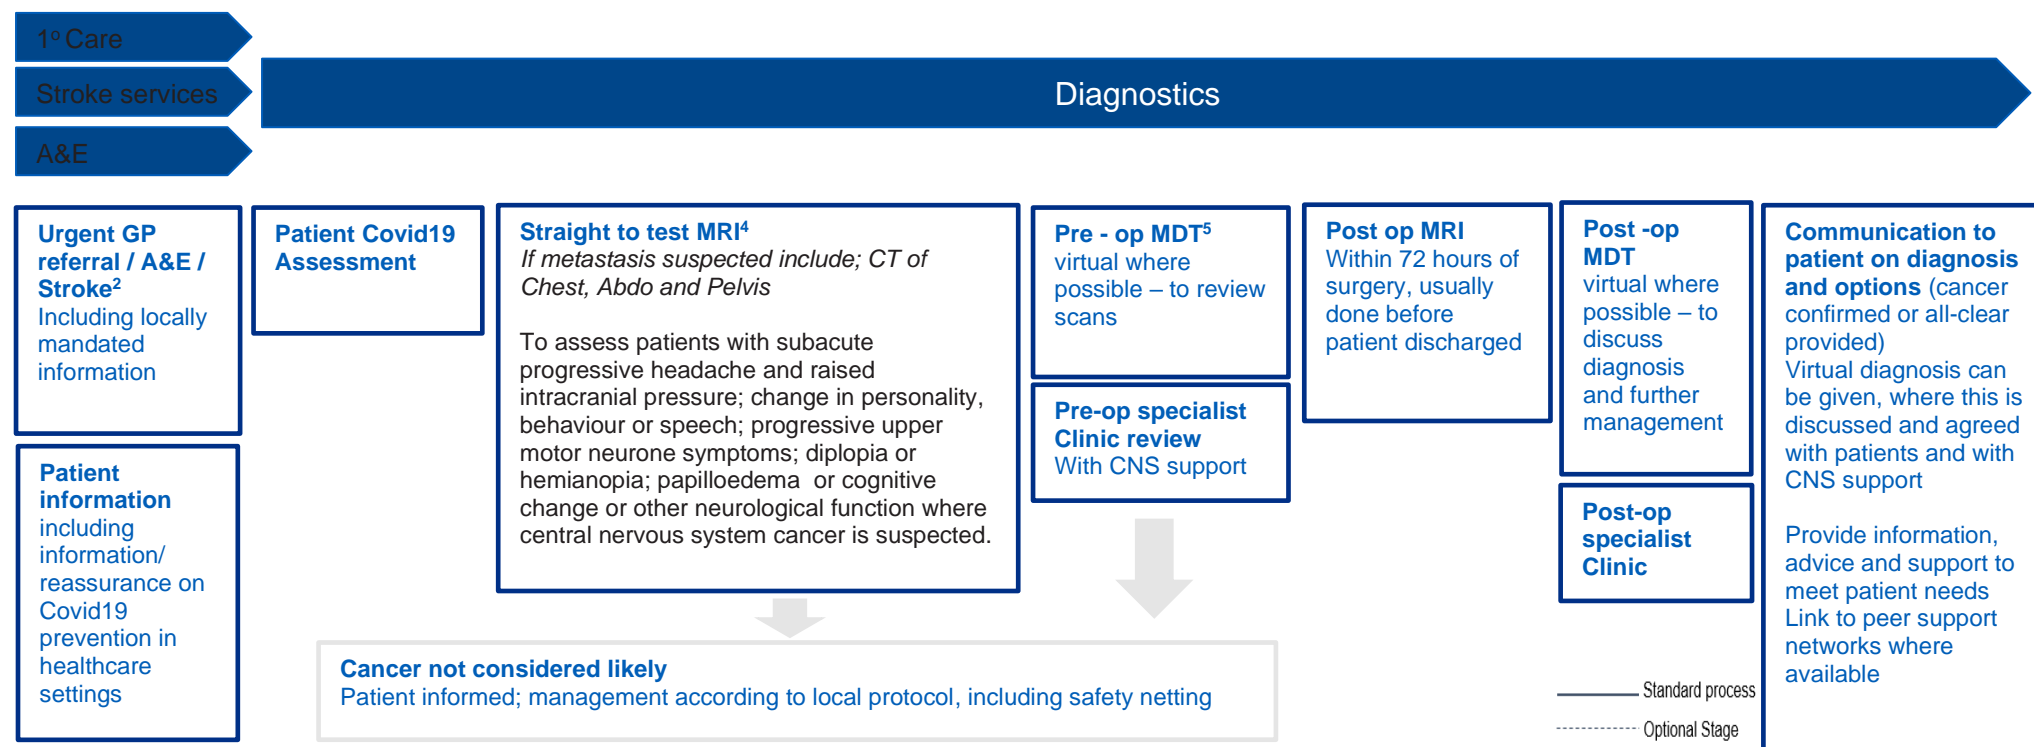 1º Care
Stroke services
A&E
Diagnostics
Urgent GP
referral / A&E /
Stroke²
Including locally
mandated
information
Patient
information
including
information/
reassurance on
Covid19
prevention in
healthcare
settings
Patient Covid19
Assessment
Straight to test MRI⁴
If metastasis suspected include; CT of
Chest, Abdo and Pelvis
To assess patients with subacute
progressive headache and raised
intracranial pressure; change in personality,
behaviour or speech; progressive upper
motor neurone symptoms; diplopia or
hemianopia; papilloedema or cognitive
change or other neurological function where
central nervous system cancer is suspected.
Cancer not considered likely
Patient informed; management according to local protocol, including safety netting
Pre - op MDT⁵
virtual where
possible – to review
scans
Pre-op specialist
Clinic review
With CNS support
Post op MRI
Within 72 hours of
surgery, usually
done before
patient discharged
Post -op
MDT
virtual where
possible – to
discuss
diagnosis
and further
management
Post-op
specialist
Clinic
Communication to
patient on diagnosis
and options (cancer
confirmed or all-clear
provided)
Virtual diagnosis can
be given, where this is
discussed and agreed
with patients and with
CNS support
Provide information,
advice and support to
meet patient needs
Link to peer support
networks where
available
Standard process
Optional Stage